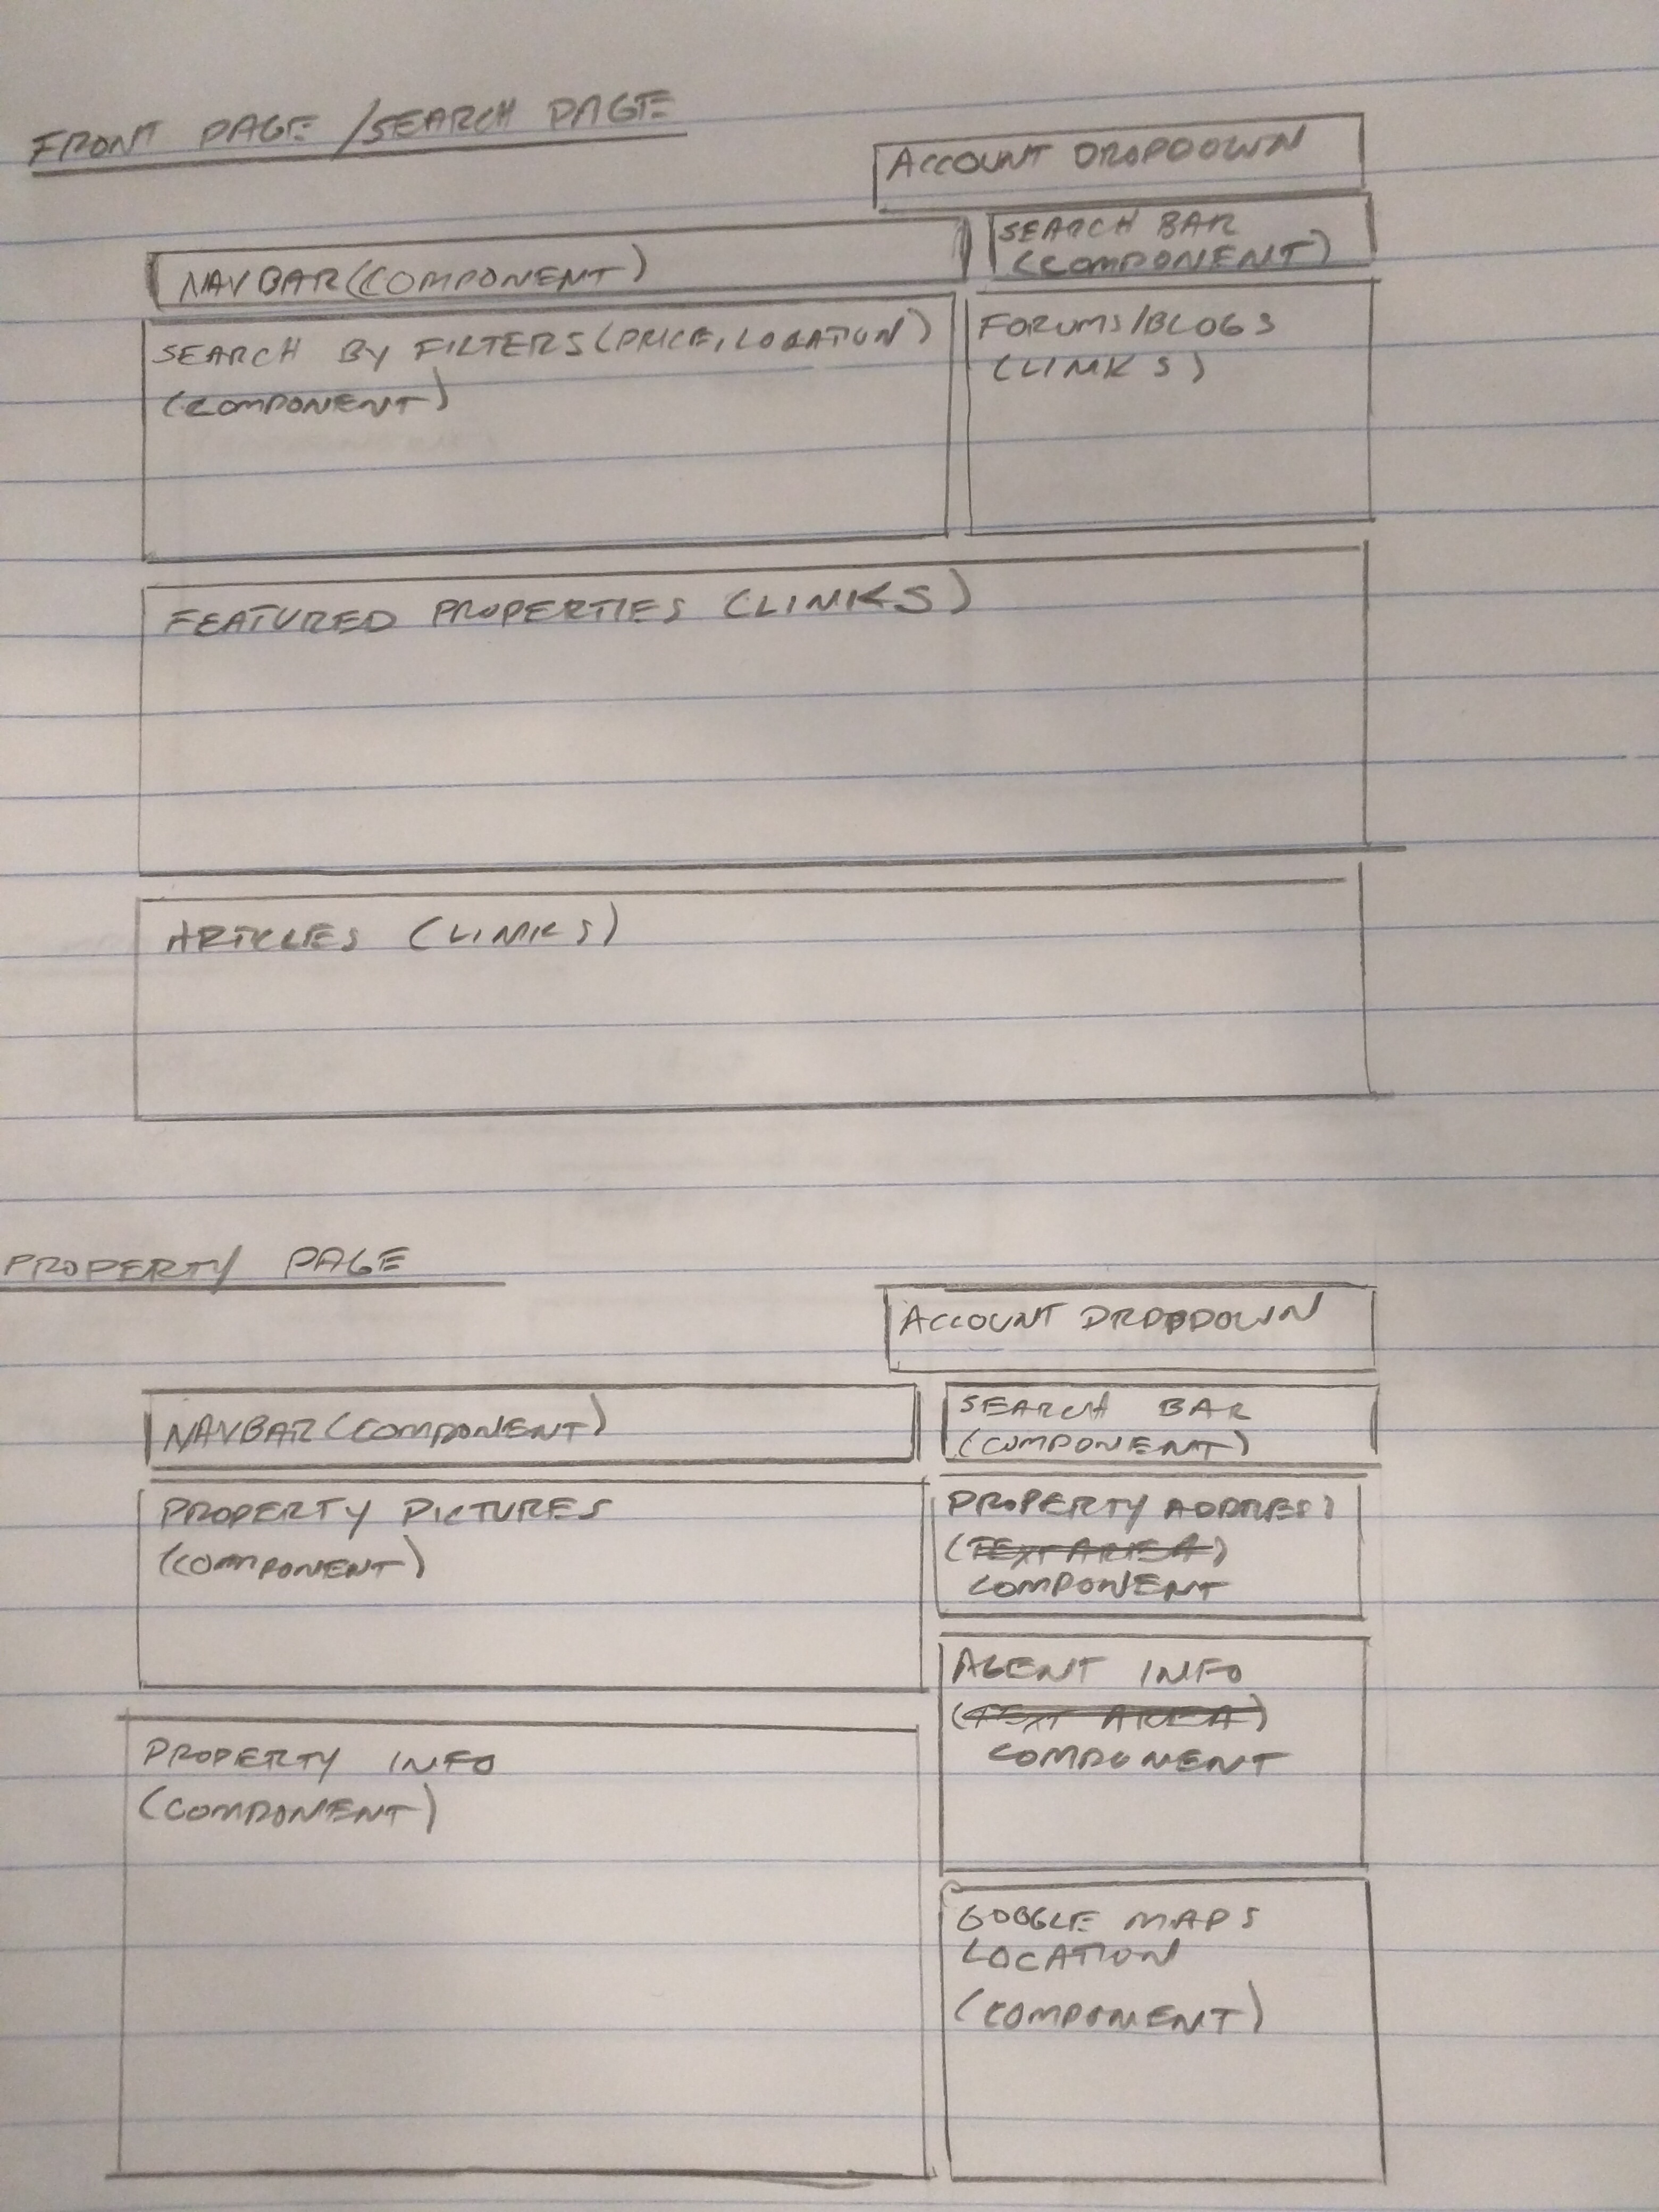 FRONT PAGE / SEARCH PAGE
ACCOUNT DROPDOWN
NAVBAR (COMPONENT)
SEARCH BAR
(COMPONENT)
SEARCH BY FILTERS (PRICE, LOCATION)
(COMPONENT)
FORUMS/BLOGS
(LINKS)
FEATURED PROPERTIES (LINKS)
ARTICLES (LINKS)
PROPERTY PAGE
ACCOUNT DROPDOWN
NAVBAR (COMPONENT)
SEARCH BAR
(COMPONENT)
PROPERTY PICTURES
(COMPONENT)
PROPERTY ADDRESS
(TEXT AREA)
COMPONENT
AGENT INFO
(TEXT AREA)
COMPONENT
PROPERTY INFO
(COMPONENT)
GOOGLE MAPS
LOCATION
(COMPONENT)